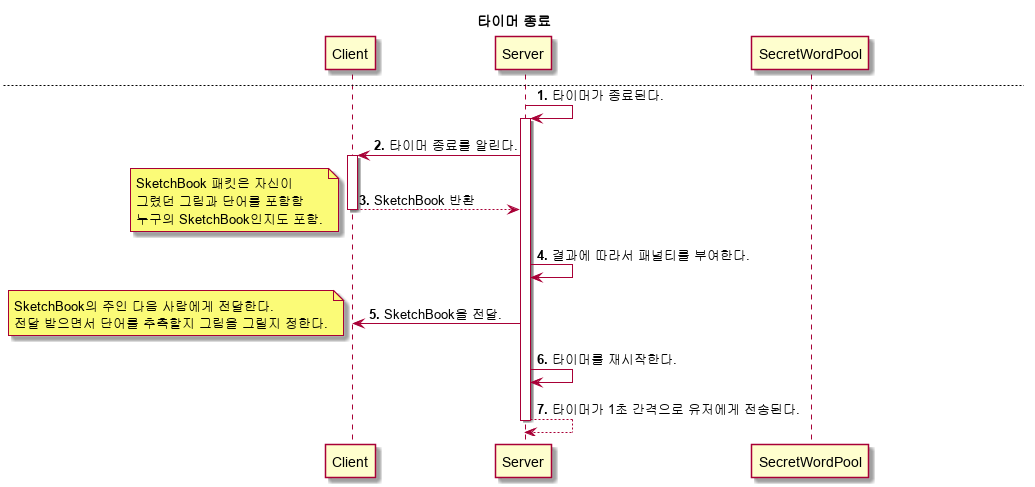 타이머 종료
Client
Server
SecretWordPool
1. 타이머가 종료된다.
2. 타이머 종료를 알린다.
SketchBook 패킷은 자신이
그렸던 그림과 단어를 포함함
누구의 SketchBook인지도 포함.
3. SketchBook 반환
4. 결과에 따라서 패널티를 부여한다.
SketchBook의 주인 다음 사람에게 전달한다.
전달 받으면서 단어를 추측할지 그림을 그릴지 정한다.
5. SketchBook을 전달.
6. 타이머를 재시작한다.
7. 타이머가 1초 간격으로 유저에게 전송된다.
Client
Server
SecretWordPool